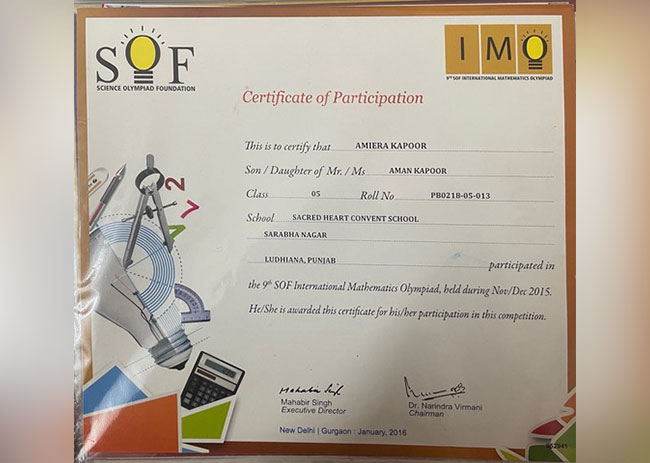 SOF
SCIENCE OLYMPIAD FOUNDATION
IMO
9th SOF INTERNATIONAL MATHEMATICS OLYMPIAD
Certificate of Participation
This is to certify that AMIERA KAPOOR
Son / Daughter of Mr. / Ms AMAN KAPOOR
Class 05 Roll No PB0218-05-013
School SACRED HEART CONVENT SCHOOL
SARABHA NAGAR
LUDHIANA, PUNJAB participated in
the 9th SOF International Mathematics Olympiad, held during Nov/Dec 2015.
He/She is awarded this certificate for his/her participation in this competition.
Mahabir Singh
Executive Director
Dr. Narindra Virmani
Chairman
New Delhi | Gurgaon : January, 2016